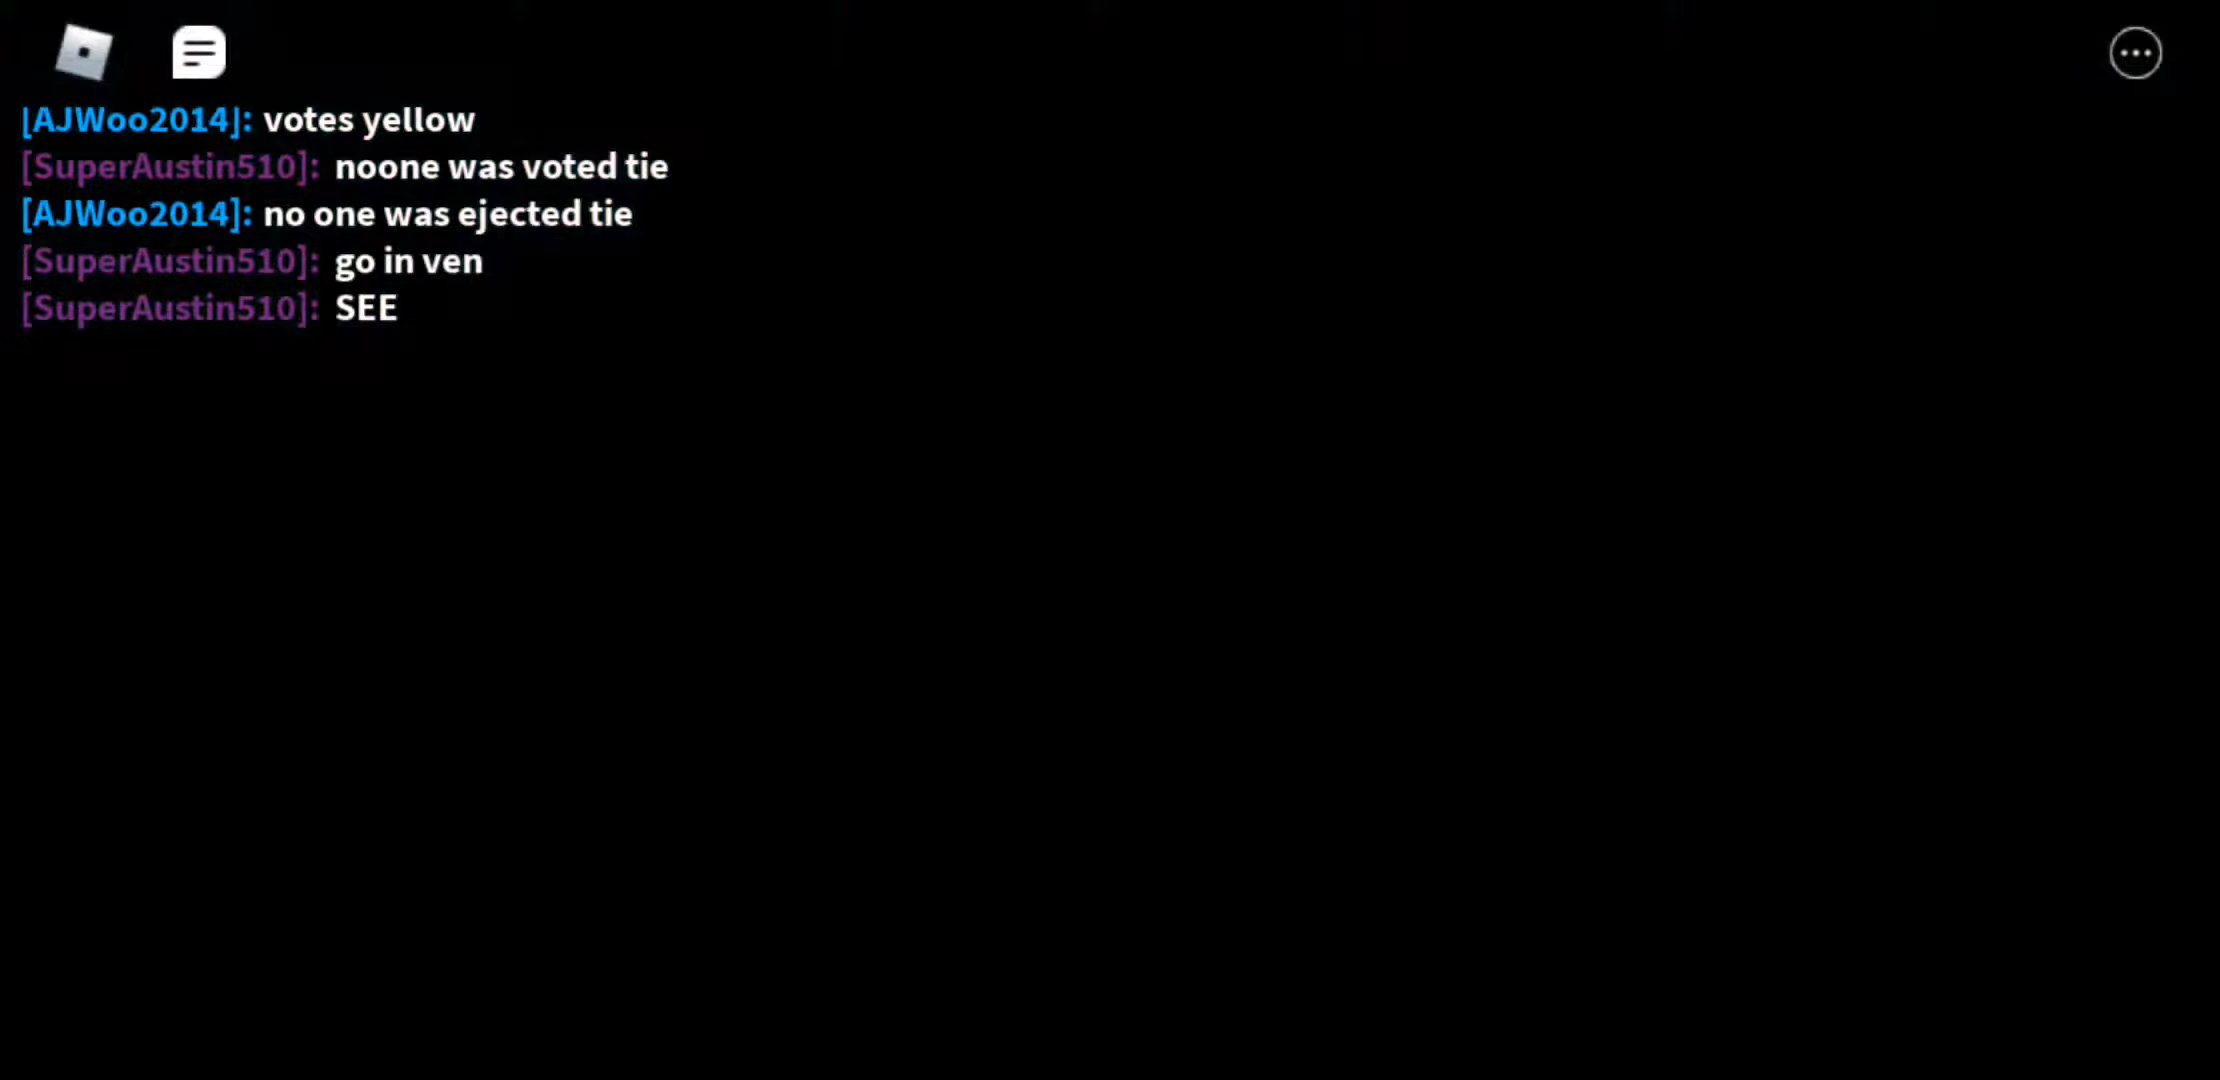 [AJWoo2014]: votes yellow
[SuperAustin510]: noone was voted tie
[AJWoo2014]: no one was ejected tie
[SuperAustin510]: go in ven
[SuperAustin510]: SEE